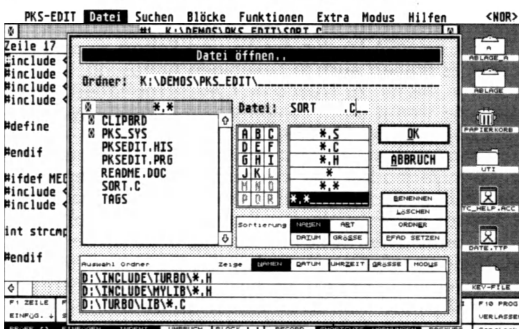 PKS-EDIT Datei Suchen Blöcke Funktionen Extra Modus Hilfen <NOR>
#1 K:\DEMOS\PKS_EDIT\SORT.C
Zeile 17
#include <
#include <
#include <
#include <
#define
#endif
#ifdef MED
#include <
#include <
int strcmp
#endif
Datei öffnen..
Ordner: K:\DEMOS\PKS_EDIT\
*.*
CLIPBRD
PKS_SYS
PKSEDIT.HIS
PKSEDIT.PRG
README.DOC
SORT.C
TAGS
Datei: SORT .C
A B C
D E F
G H I
J K L
M N O
P Q R
*.S
*.C
*.H
*
*.*
*.*
OK
ABBRUCH
BENENNEN
LöSCHEN
ORDNER
PFAD SETZEN
Sortierung NAMEN ART
DATUM GRößE
Auswahl Ordner Zeige NAMEN DATUM UHRZEIT GRößE MODUS
D:\INCLUDE\TURBO\*.H
D:\INCLUDE\MYLIB\*.H
D:\TURBO\LIB\*.C
ABLAGE_A
ABLAGE
PAPIERKORB
UTI
TC_HELP.ACC
DATE.TTP
KEY-FILE
F1 ZEILE
EINFüG.
F10 PROG
VERLASSE